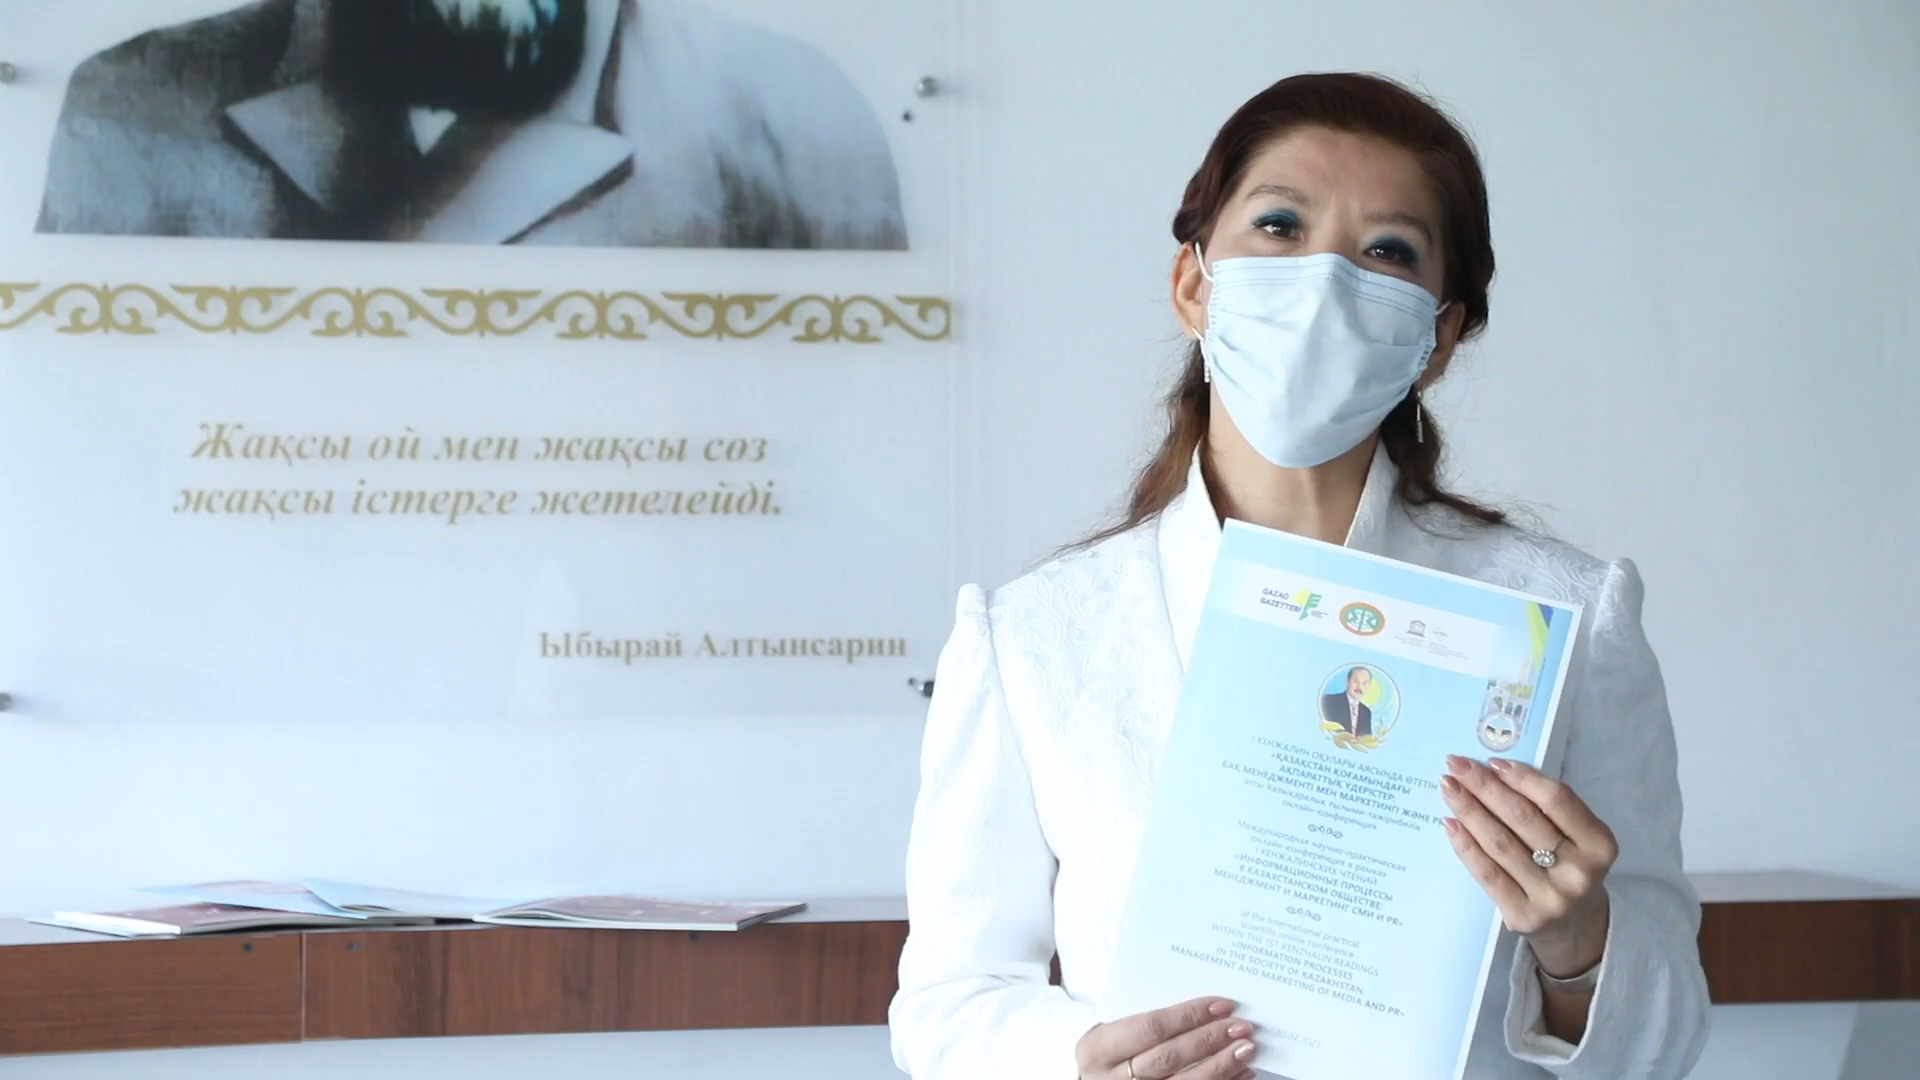 Жақсы ой мен жақсы сөз
жақсы істерге жетелейді.
Ыбырай Алтынсарин
QAZAQ
GAZETTERI
I КЕНЖАЛИН ОҚУЛАРЫ АЯСЫНДА ӨТЕТІН
«ҚАЗАҚСТАН ҚОҒАМЫНДАҒЫ
АҚПАРАТТЫҚ ҮДЕРІСТЕР:
БАҚ МЕНЕДЖМЕНТІ МЕН МАРКЕТИНГІ ЖӘНЕ PR
атты Халықаралық ғылыми-тәжірибелік
онлайн-конференция
Международная научно-практическая
онлайн-конференция в рамках
I КЕНЖАЛИНСКИХ ЧТЕНИЙ
«ИНФОРМАЦИОННЫЕ ПРОЦЕССЫ
В КАЗАХСТАНСКОМ ОБЩЕСТВЕ:
МЕНЕДЖМЕНТ И МАРКЕТИНГ СМИ И PR»
of the International practical
Scientific online conference
WITHIN THE 1ST KENZHALIN READINGS
«INFORMATION PROCESSES
IN THE SOCIETY OF KAZAKHSTAN:
MANAGEMENT AND MARKETING OF MEDIA AND PR»
30.04.2021